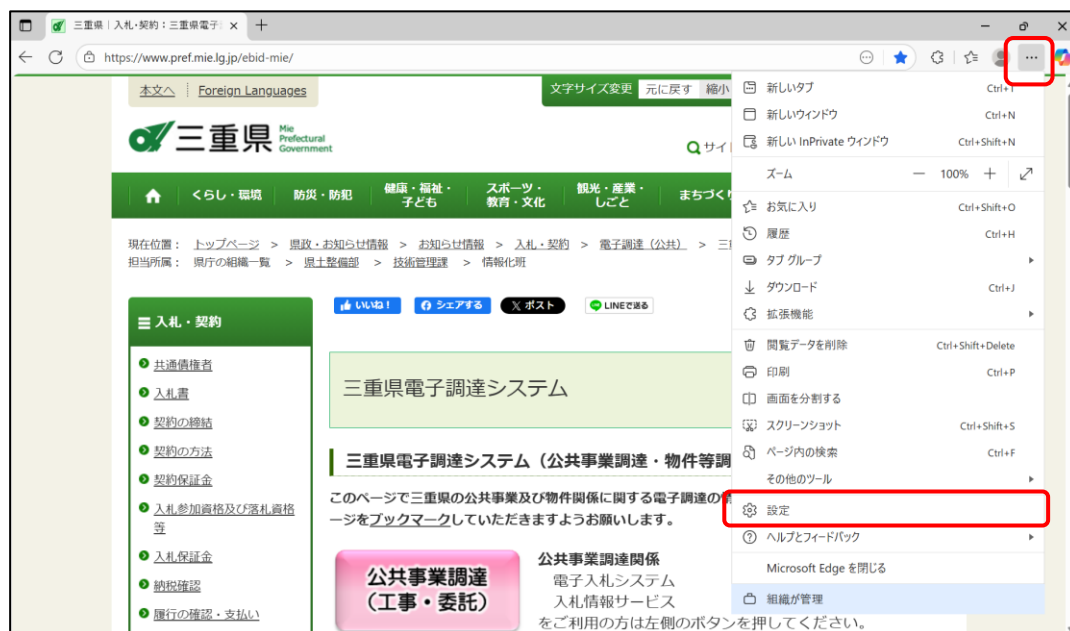 三重県 | 入札・契約：三重県電子
https://www.pref.mie.lg.jp/ebid-mie/
本文へ Foreign Languages
文字サイズ変更 元に戻す 縮小
三重県 Mie Prefectural Government
サイ
くらし・環境 防災・防犯 健康・福祉・子ども スポーツ・教育・文化 観光・産業・しごと まちづく
現在位置： トップページ > 県政・お知らせ情報 > お知らせ情報 > 入札・契約 > 電子調達（公共） > 三
担当所属： 県庁の組織一覧 > 県土整備部 > 技術管理課 > 情報化班
いいね！ シェアする ポスト LINEで送る
入札・契約
共通債権者
入札書
契約の締結
契約の方法
契約保証金
入札参加資格及び落札資格
等
入札保証金
納税確認
履行の確認・支払い
三重県電子調達システム
三重県電子調達システム（公共事業調達・物件等調
このページで三重県の公共事業及び物件関係に関する電子調達の
ージをブックマークしていただきますようお願いします。
公共事業調達
（工事・委託）
公共事業調達関係
電子入札システム
入札情報サービス
をご利用の方は左側のボタンを押してください。
新しいタブ Ctrl+T
新しいウィンドウ Ctrl+N
新しい InPrivate ウィンドウ Ctrl+Shift+N
ズーム — 100% +
お気に入り Ctrl+Shift+O
履歴 Ctrl+H
タブ グループ
ダウンロード Ctrl+J
拡張機能
閲覧データを削除 Ctrl+Shift+Delete
印刷 Ctrl+P
画面を分割する
スクリーンショット Ctrl+Shift+S
ページ内の検索 Ctrl+F
その他のツール
設定
ヘルプとフィードバック
Microsoft Edge を閉じる
組織が管理